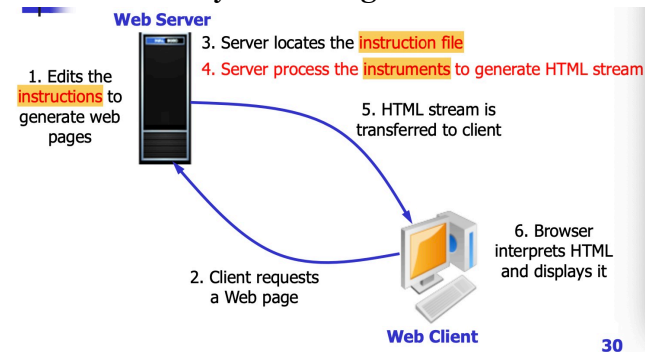 Web Server
3. Server locates the instruction file
4. Server process the instruments to generate HTML stream
1. Edits the
instructions to
generate web
pages
5. HTML stream is
transferred to client
6. Browser
interprets HTML
and displays it
2. Client requests
a Web page
Web Client
30